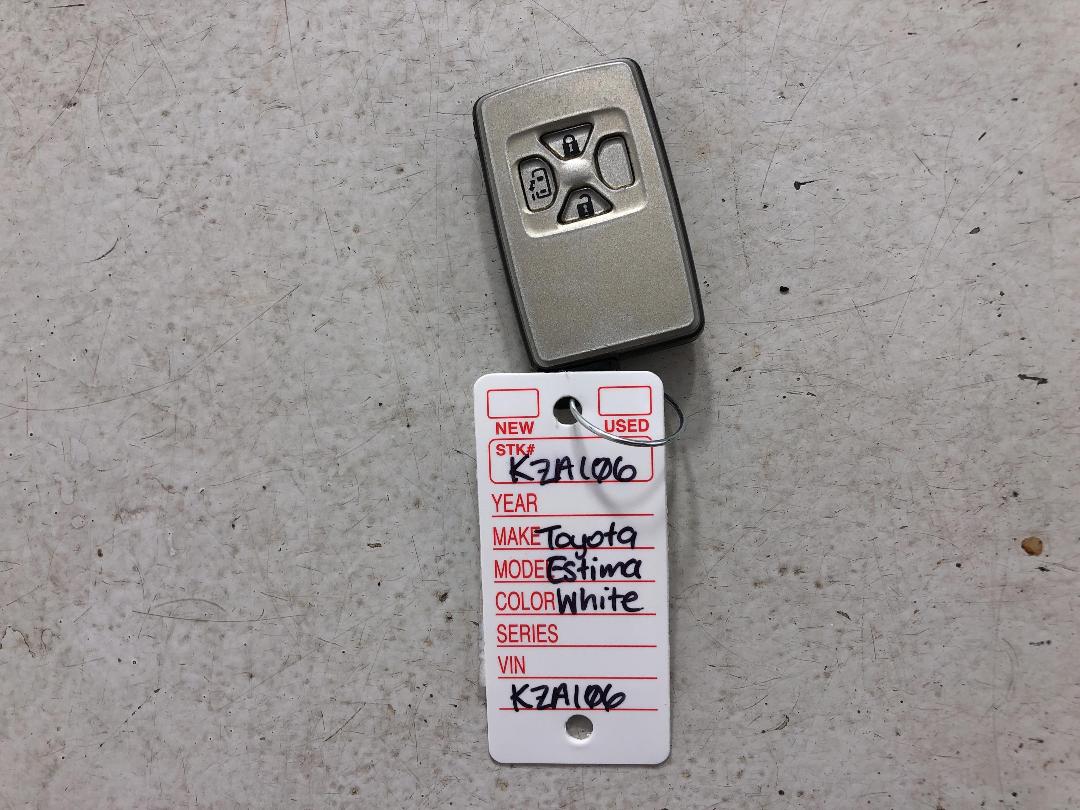 NEW USED
STK# KZA106
YEAR
MAKE Toyota
MODEL Estima
COLOR White
SERIES
VIN
KZA106